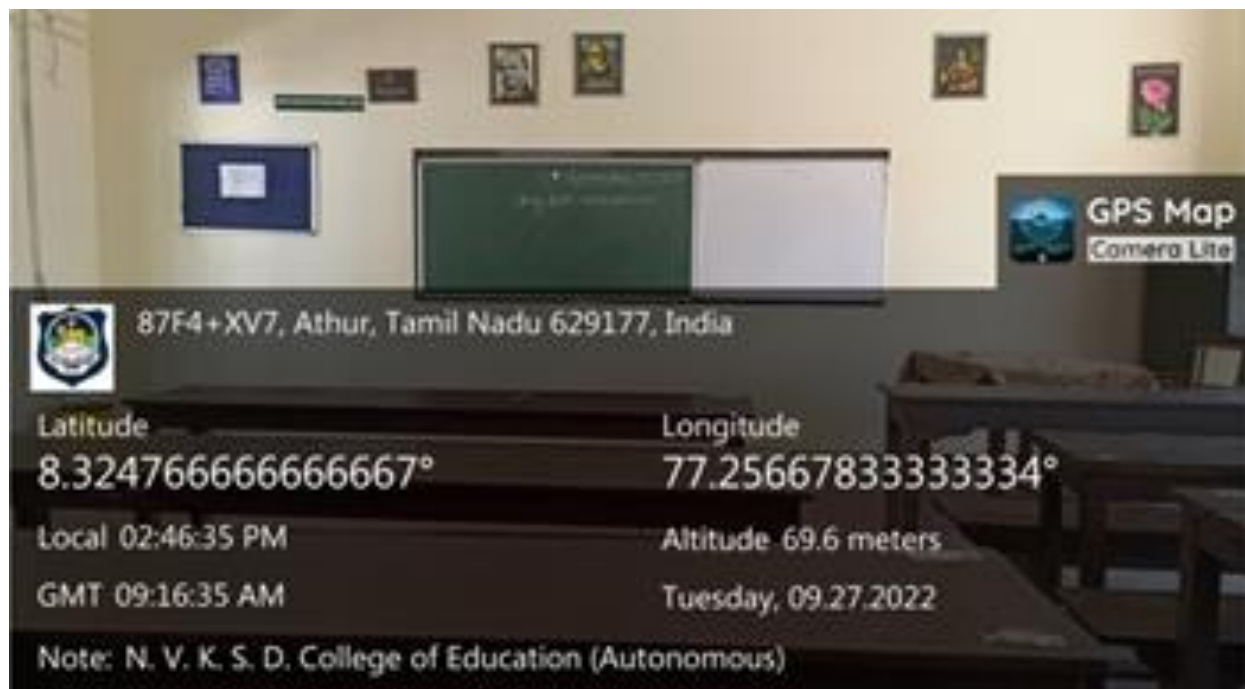 GPS Map
Camera Lite
87F4+XV7, Athur, Tamil Nadu 629177, India
Latitude
8.324766666666667°
Longitude
77.25667833333334°
Local 02:46:35 PM
Altitude 69.6 meters
GMT 09:16:35 AM
Tuesday, 09.27.2022
Note: N. V. K. S. D. College of Education (Autonomous)